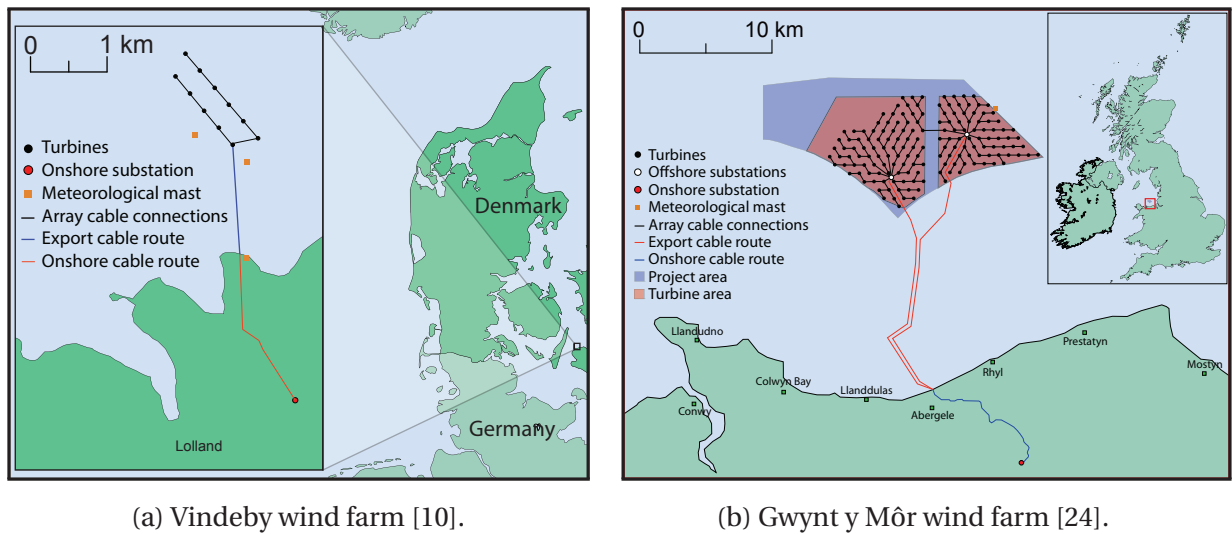 0 1 km
Turbines
Onshore substation
Meteorological mast
Array cable connections
Export cable route
Onshore cable route
Lolland
Denmark
Germany
0 10 km
Turbines
Offshore substations
Onshore substation
Meteorological mast
Array cable connections
Export cable route
Onshore cable route
Project area
Turbine area
Llandudno
Prestatyn
Rhyl
Mostyn
Colwyn Bay
Llanddulas
Conwy
Abergele
(a) Vindeby wind farm [10].
(b) Gwynt y Môr wind farm [24].